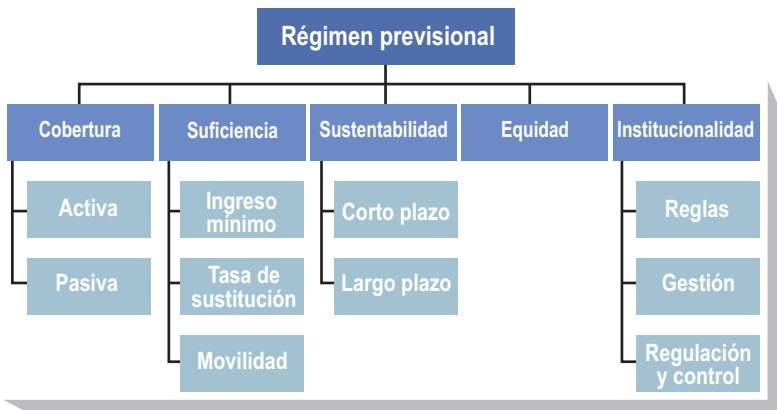 Régimen previsional
Cobertura
Suficiencia
Sustentabilidad
Equidad
Institucionalidad
Activa
Pasiva
Ingreso
mínimo
Tasa de
sustitución
Movilidad
Corto plazo
Largo plazo
Reglas
Gestión
Regulación
y control